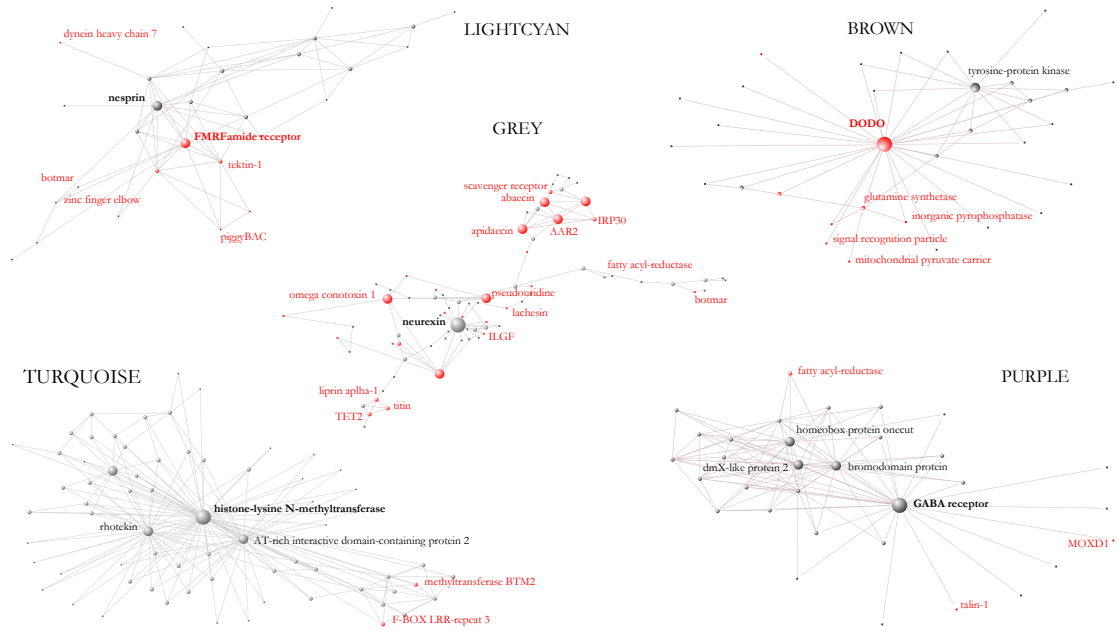 LIGHTCYAN
dynein heavy chain 7
nesprin
FMRFamide receptor
tektin-1
botmar
zinc finger elbow
piggyBAC
BROWN
tyrosine-protein kinase
DODO
glutamine synthetase
inorganic pyrophosphatase
signal recognition particle
mitochondrial pyruvate carrier
GREY
scavenger receptor
abaecin
IRP30
apidaecin
AAR2
fatty acyl-reductase
botmar
omega conotoxin 1
pseudouridine
lachesin
neurexin
ILGF
liprin aplha-1
titin
TET2
TURQUOISE
histone-lysine N-methyltransferase
rhotekin
AT-rich interactive domain-containing protein 2
methyltransferase BTM2
F-BOX LRR-repeat 3
PURPLE
fatty acyl-reductase
homeobox protein onecut
dmX-like protein 2
bromodomain protein
GABA receptor
MOXD1
talin-1